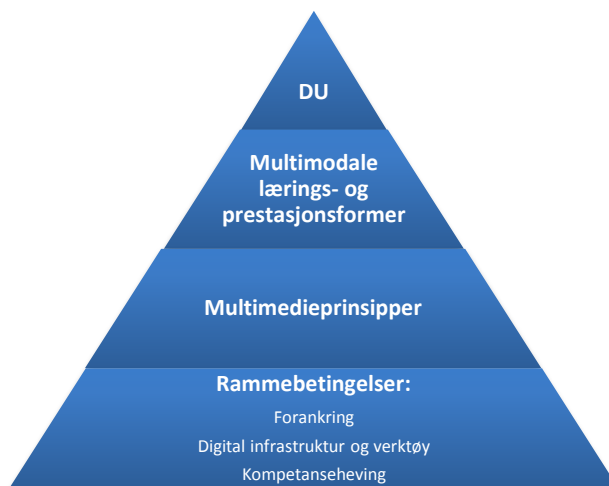 DU
Multimodale
lærings- og
prestasjonsformer
Multimedieprinsipper
Rammebetingelser:
Forankring
Digital infrastruktur og verktøy
Kompetanseheving